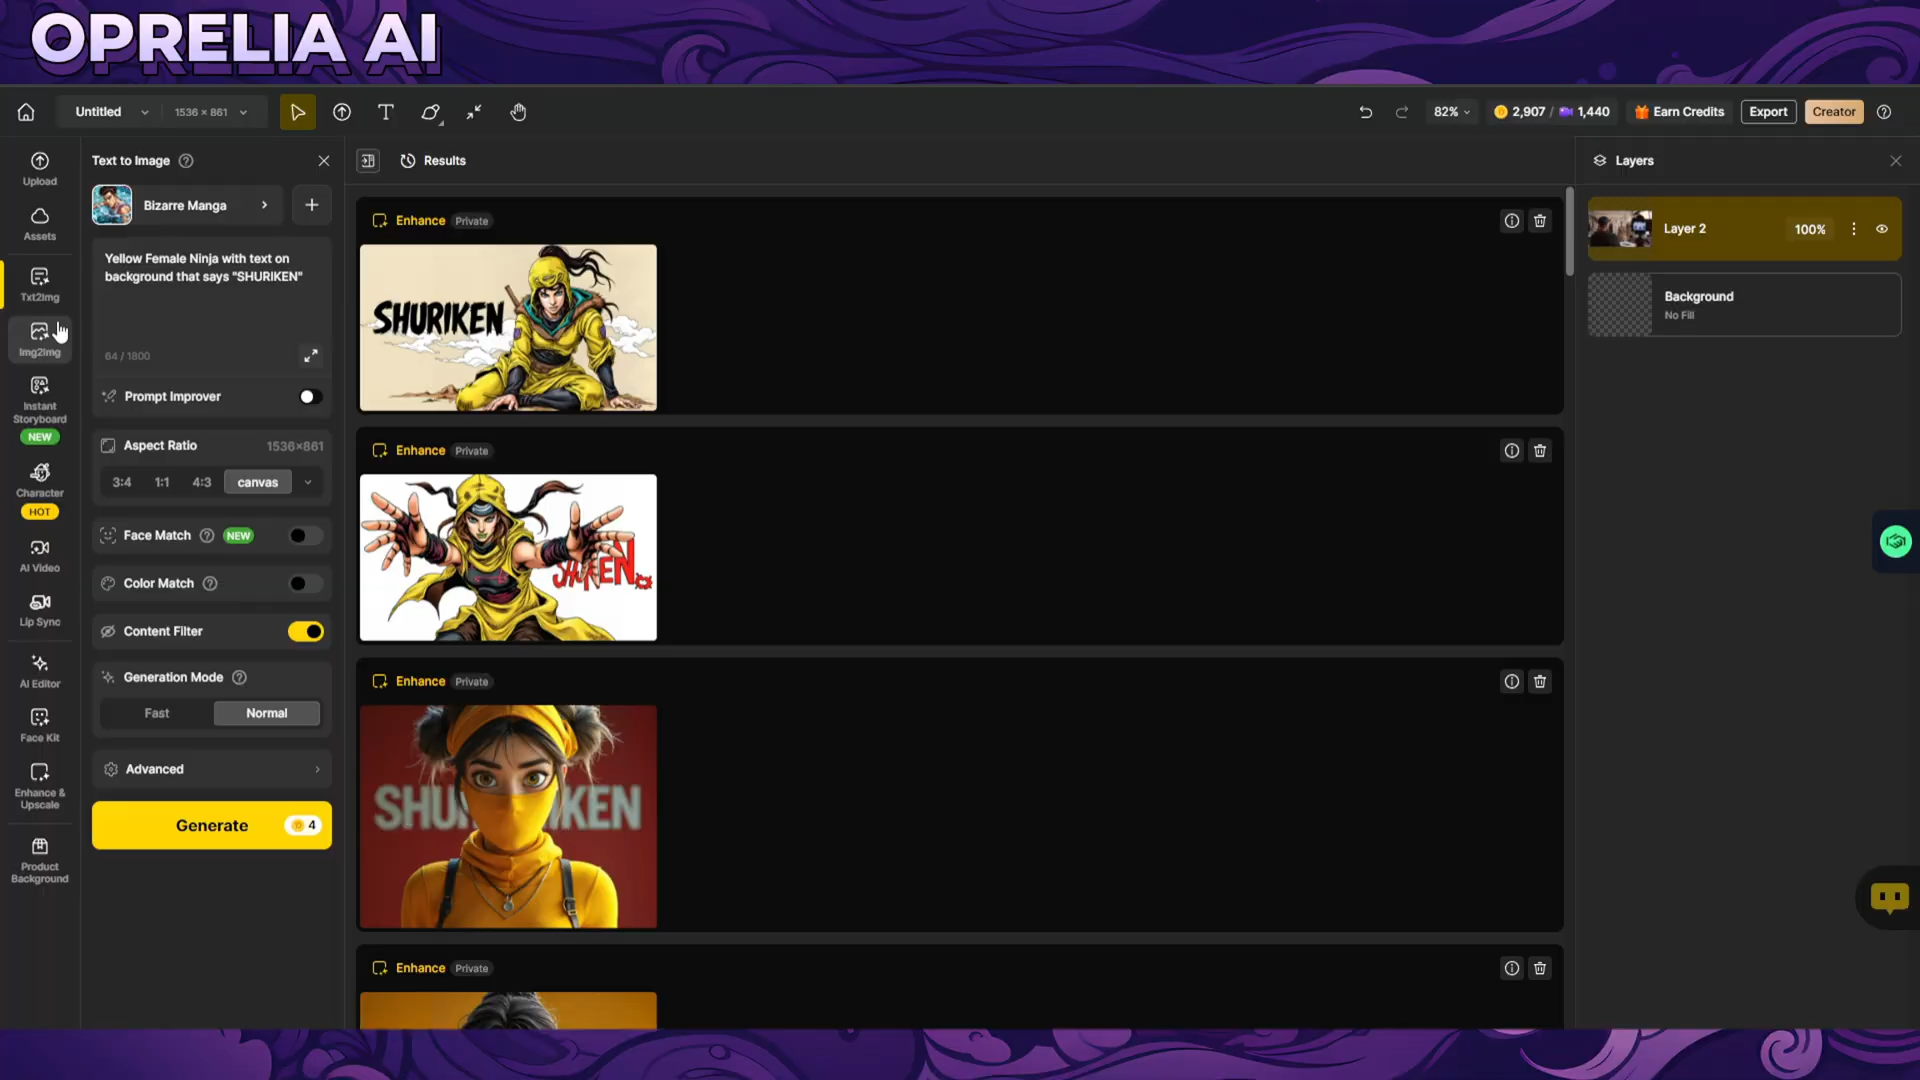 OPRELIA AI
Untitled
1536 × 861
82%
2,907 / 1,440
Earn Credits
Export
Creator
Upload
Assets
Txt2Img
Img2Img
Instant
Storyboard
NEW
Character
HOT
AI Video
Lip Sync
AI Editor
Face Kit
Enhance &
Upscale
Product
Background
Text to Image
Bizarre Manga
Yellow Female Ninja with text on
background that says "SHURIKEN"
64 / 1800
Prompt Improver
Aspect Ratio 1536×861
3:4 1:1 4:3 canvas
Face Match NEW
Color Match
Content Filter
Generation Mode
Fast Normal
Advanced
Generate 4
Results
Enhance Private
SHURIKEN
Enhance Private
Enhance Private
SHU IKEN
Enhance Private
Layers
Layer 2 100%
Background
No Fill